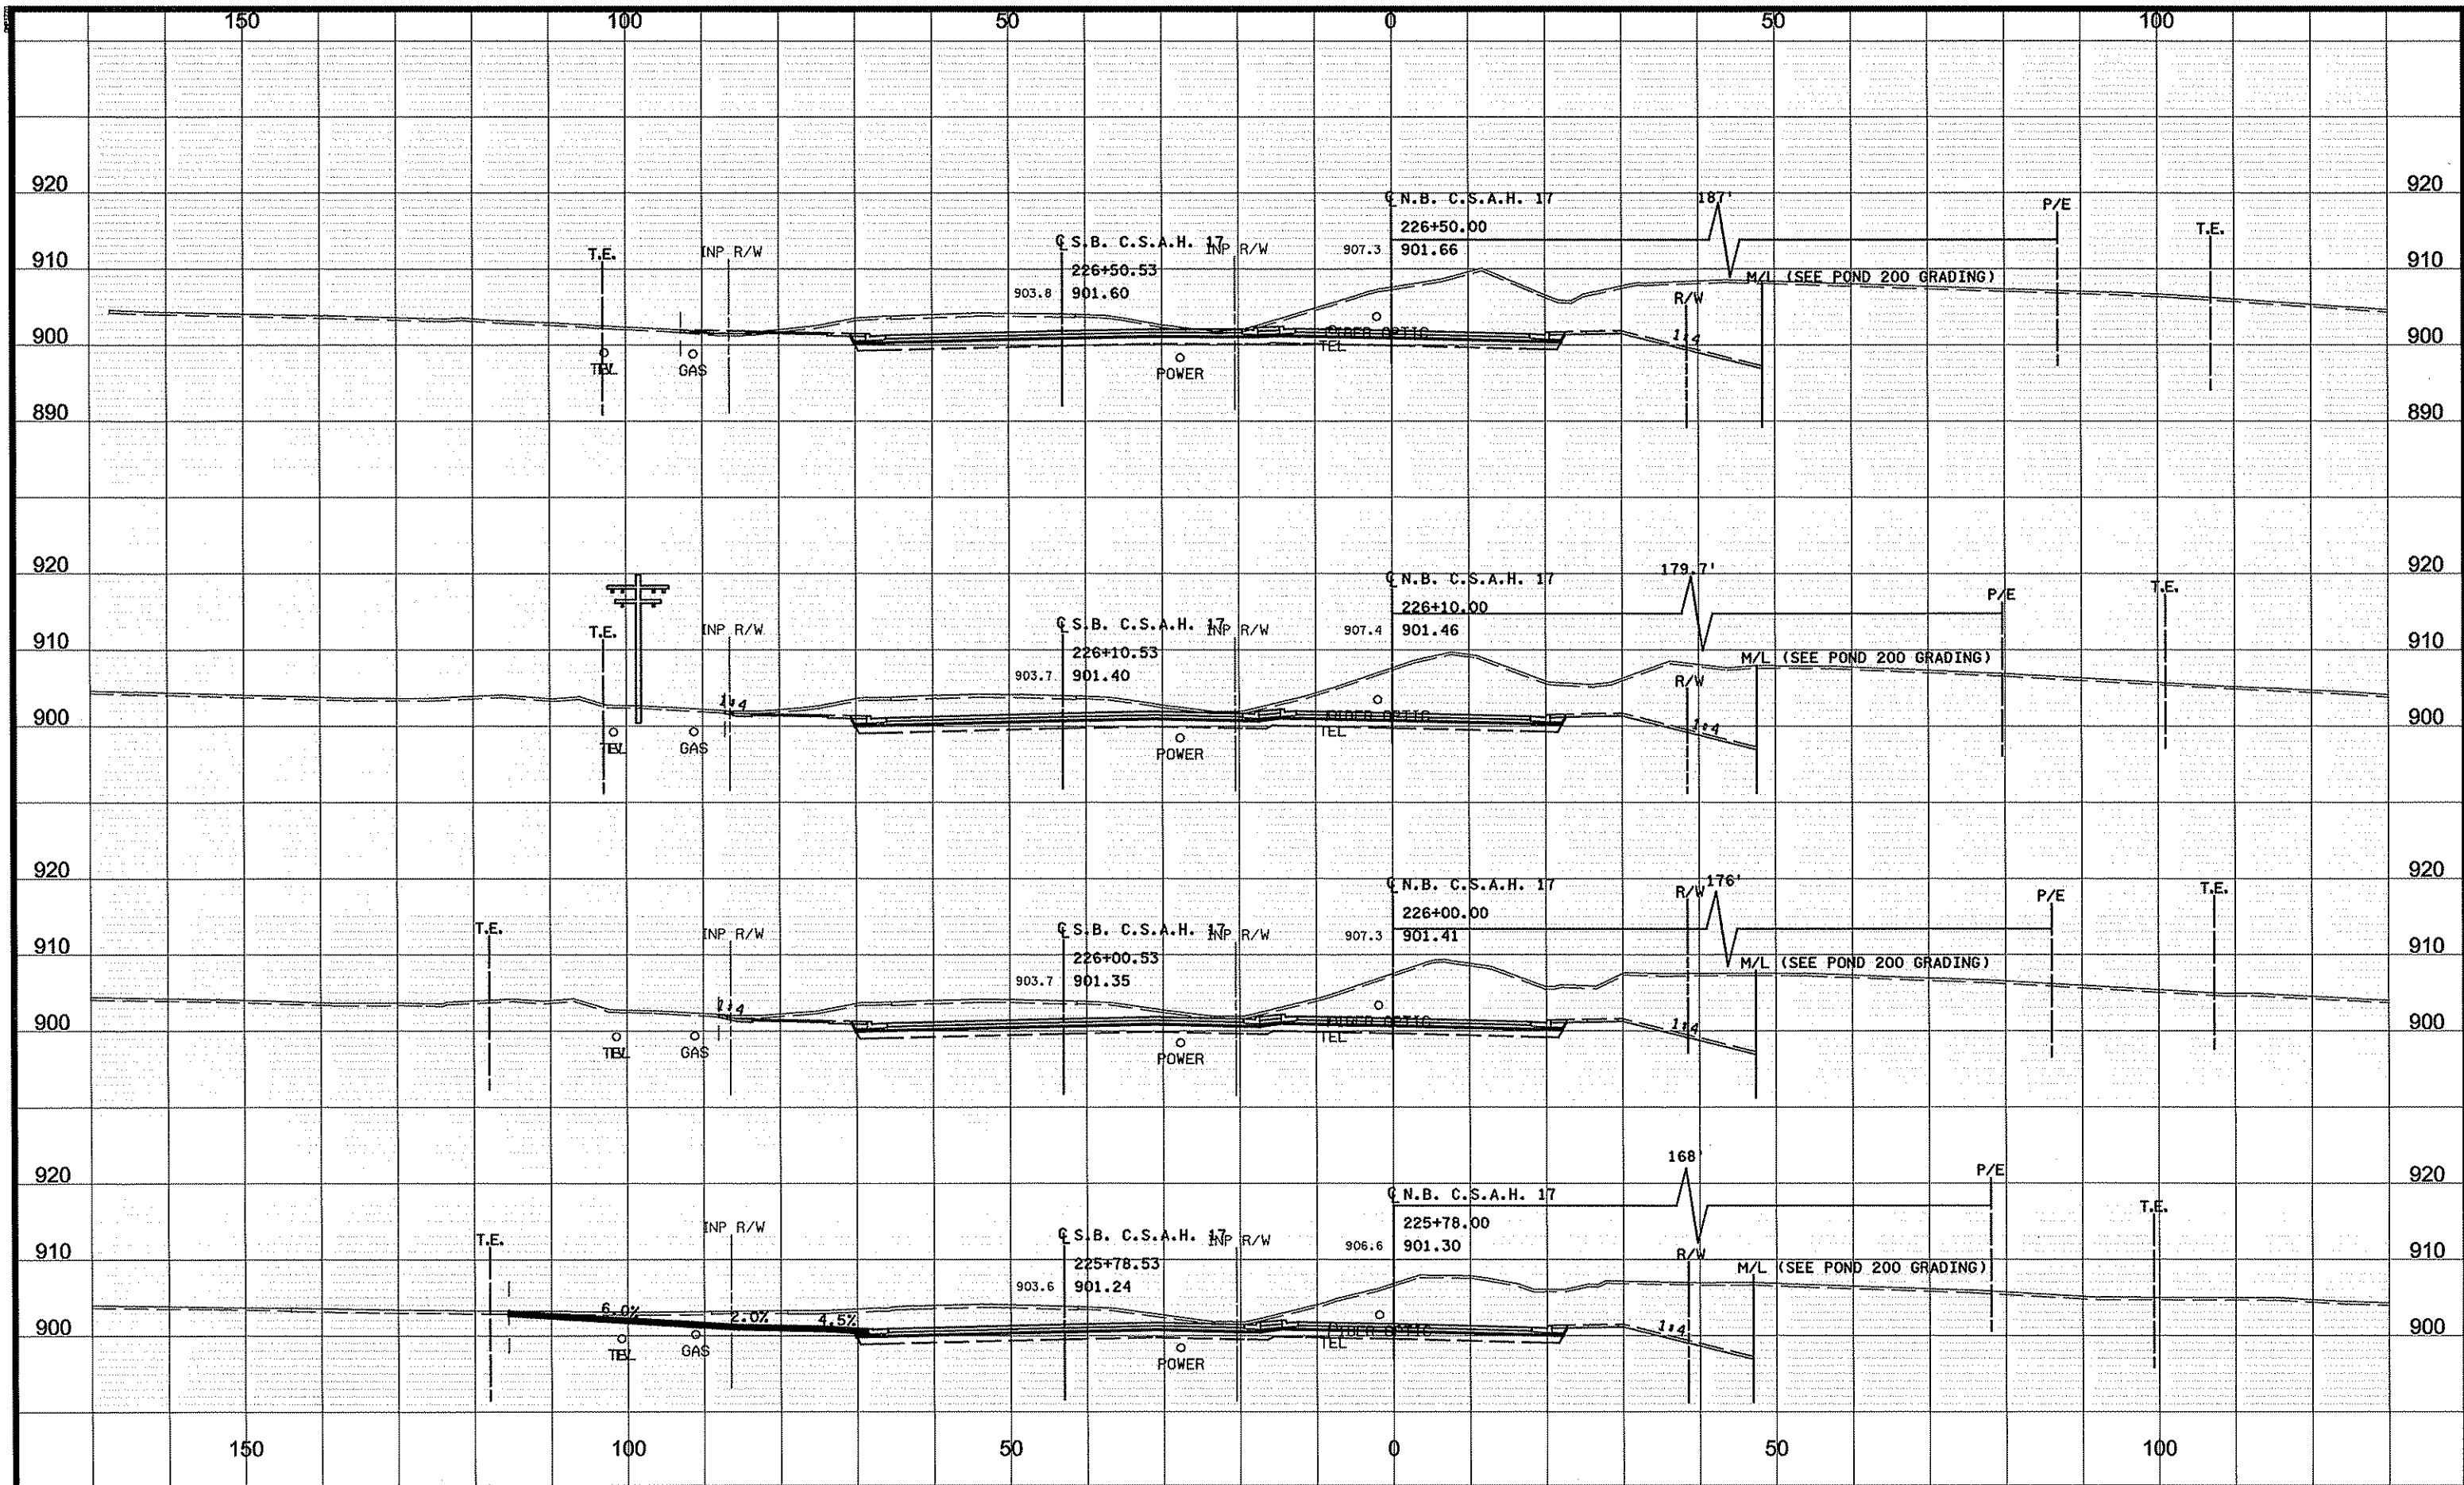 150 100 50 0 50 100
920 ℄ N.B. C.S.A.H. 17 187' P/E 920
226+50.00
T.E. INP R/W ℄ S.B. C.S.A.H. 17 INP R/W 907.3 901.66 T.E.
910 226+50.53 M/L (SEE POND 200 GRADING) 910
903.8 901.60 R/W
900 FIBER OPTIC 1:4 900
TEL GAS POWER TEL
890 890
920 ℄ N.B. C.S.A.H. 17 179.7' P/E T.E. 920
226+10.00
T.E. INP R/W ℄ S.B. C.S.A.H. 17 INP R/W 907.4 901.46
910 226+10.53 M/L (SEE POND 200 GRADING) 910
903.7 901.40 R/W
900 1:4 FIBER OPTIC 1:4 900
GAS POWER TEL
920 ℄ N.B. C.S.A.H. 17 R/W 176' P/E T.E. 920
226+00.00
T.E. INP R/W ℄ S.B. C.S.A.H. 17 INP R/W 907.3 901.41
910 226+00.53 M/L (SEE POND 200 GRADING) 910
903.7 901.35
900 1:4 FIBER OPTIC 1:4 900
GAS POWER TEL
168' P/E
920 ℄ N.B. C.S.A.H. 17 T.E. 920
225+78.00
T.E. INP R/W ℄ S.B. C.S.A.H. 17 INP R/W 906.6 901.30 R/W
910 225+78.53 M/L (SEE POND 200 GRADING) 910
903.6 901.24
900 6.0% 2.0% 4.5% FIBER OPTIC 1:4 900
GAS POWER TEL
150 100 50 0 50 100